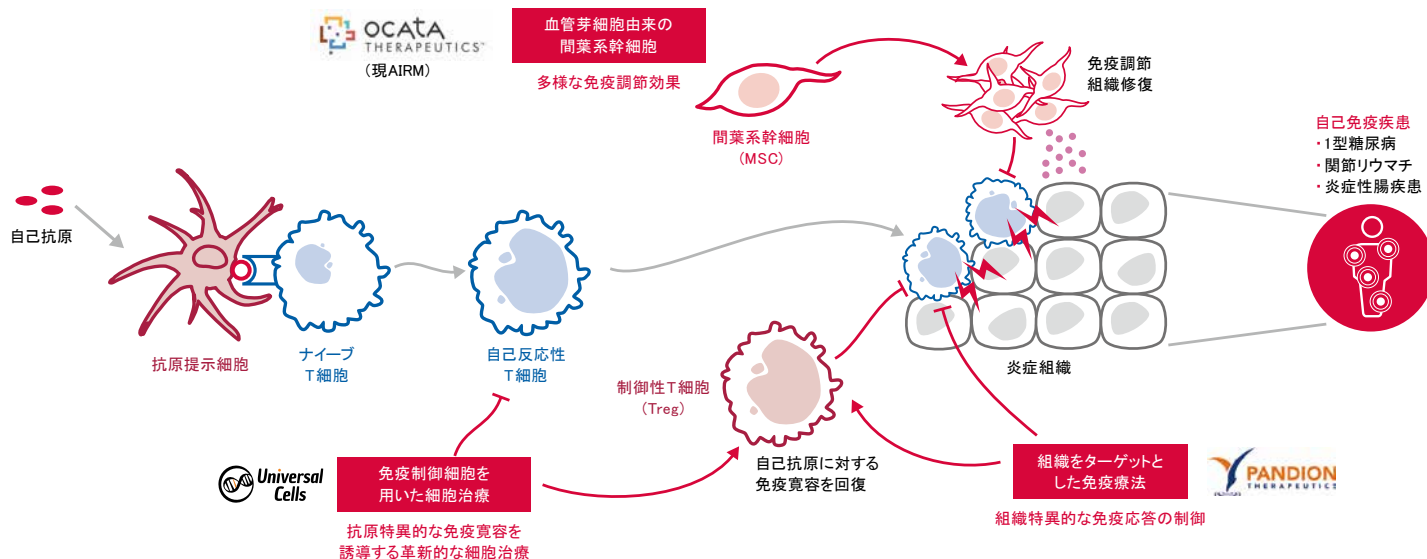 OCATA
THERAPEUTICS™
（現AIRM）
血管芽細胞由来の
間葉系幹細胞
多様な免疫調節効果
間葉系幹細胞
（MSC）
免疫調節
組織修復
自己免疫疾患
・1型糖尿病
・関節リウマチ
・炎症性腸疾患
自己抗原
抗原提示細胞
ナイーブ
T細胞
自己反応性
T細胞
制御性T細胞
（Treg）
炎症組織
自己抗原に対する
免疫寛容を回復
Universal
Cells
免疫制御細胞を
用いた細胞治療
抗原特異的な免疫寛容を
誘導する革新的な細胞治療
組織をターゲットと
した免疫療法
組織特異的な免疫応答の制御
PANDION
THERAPEUTICS